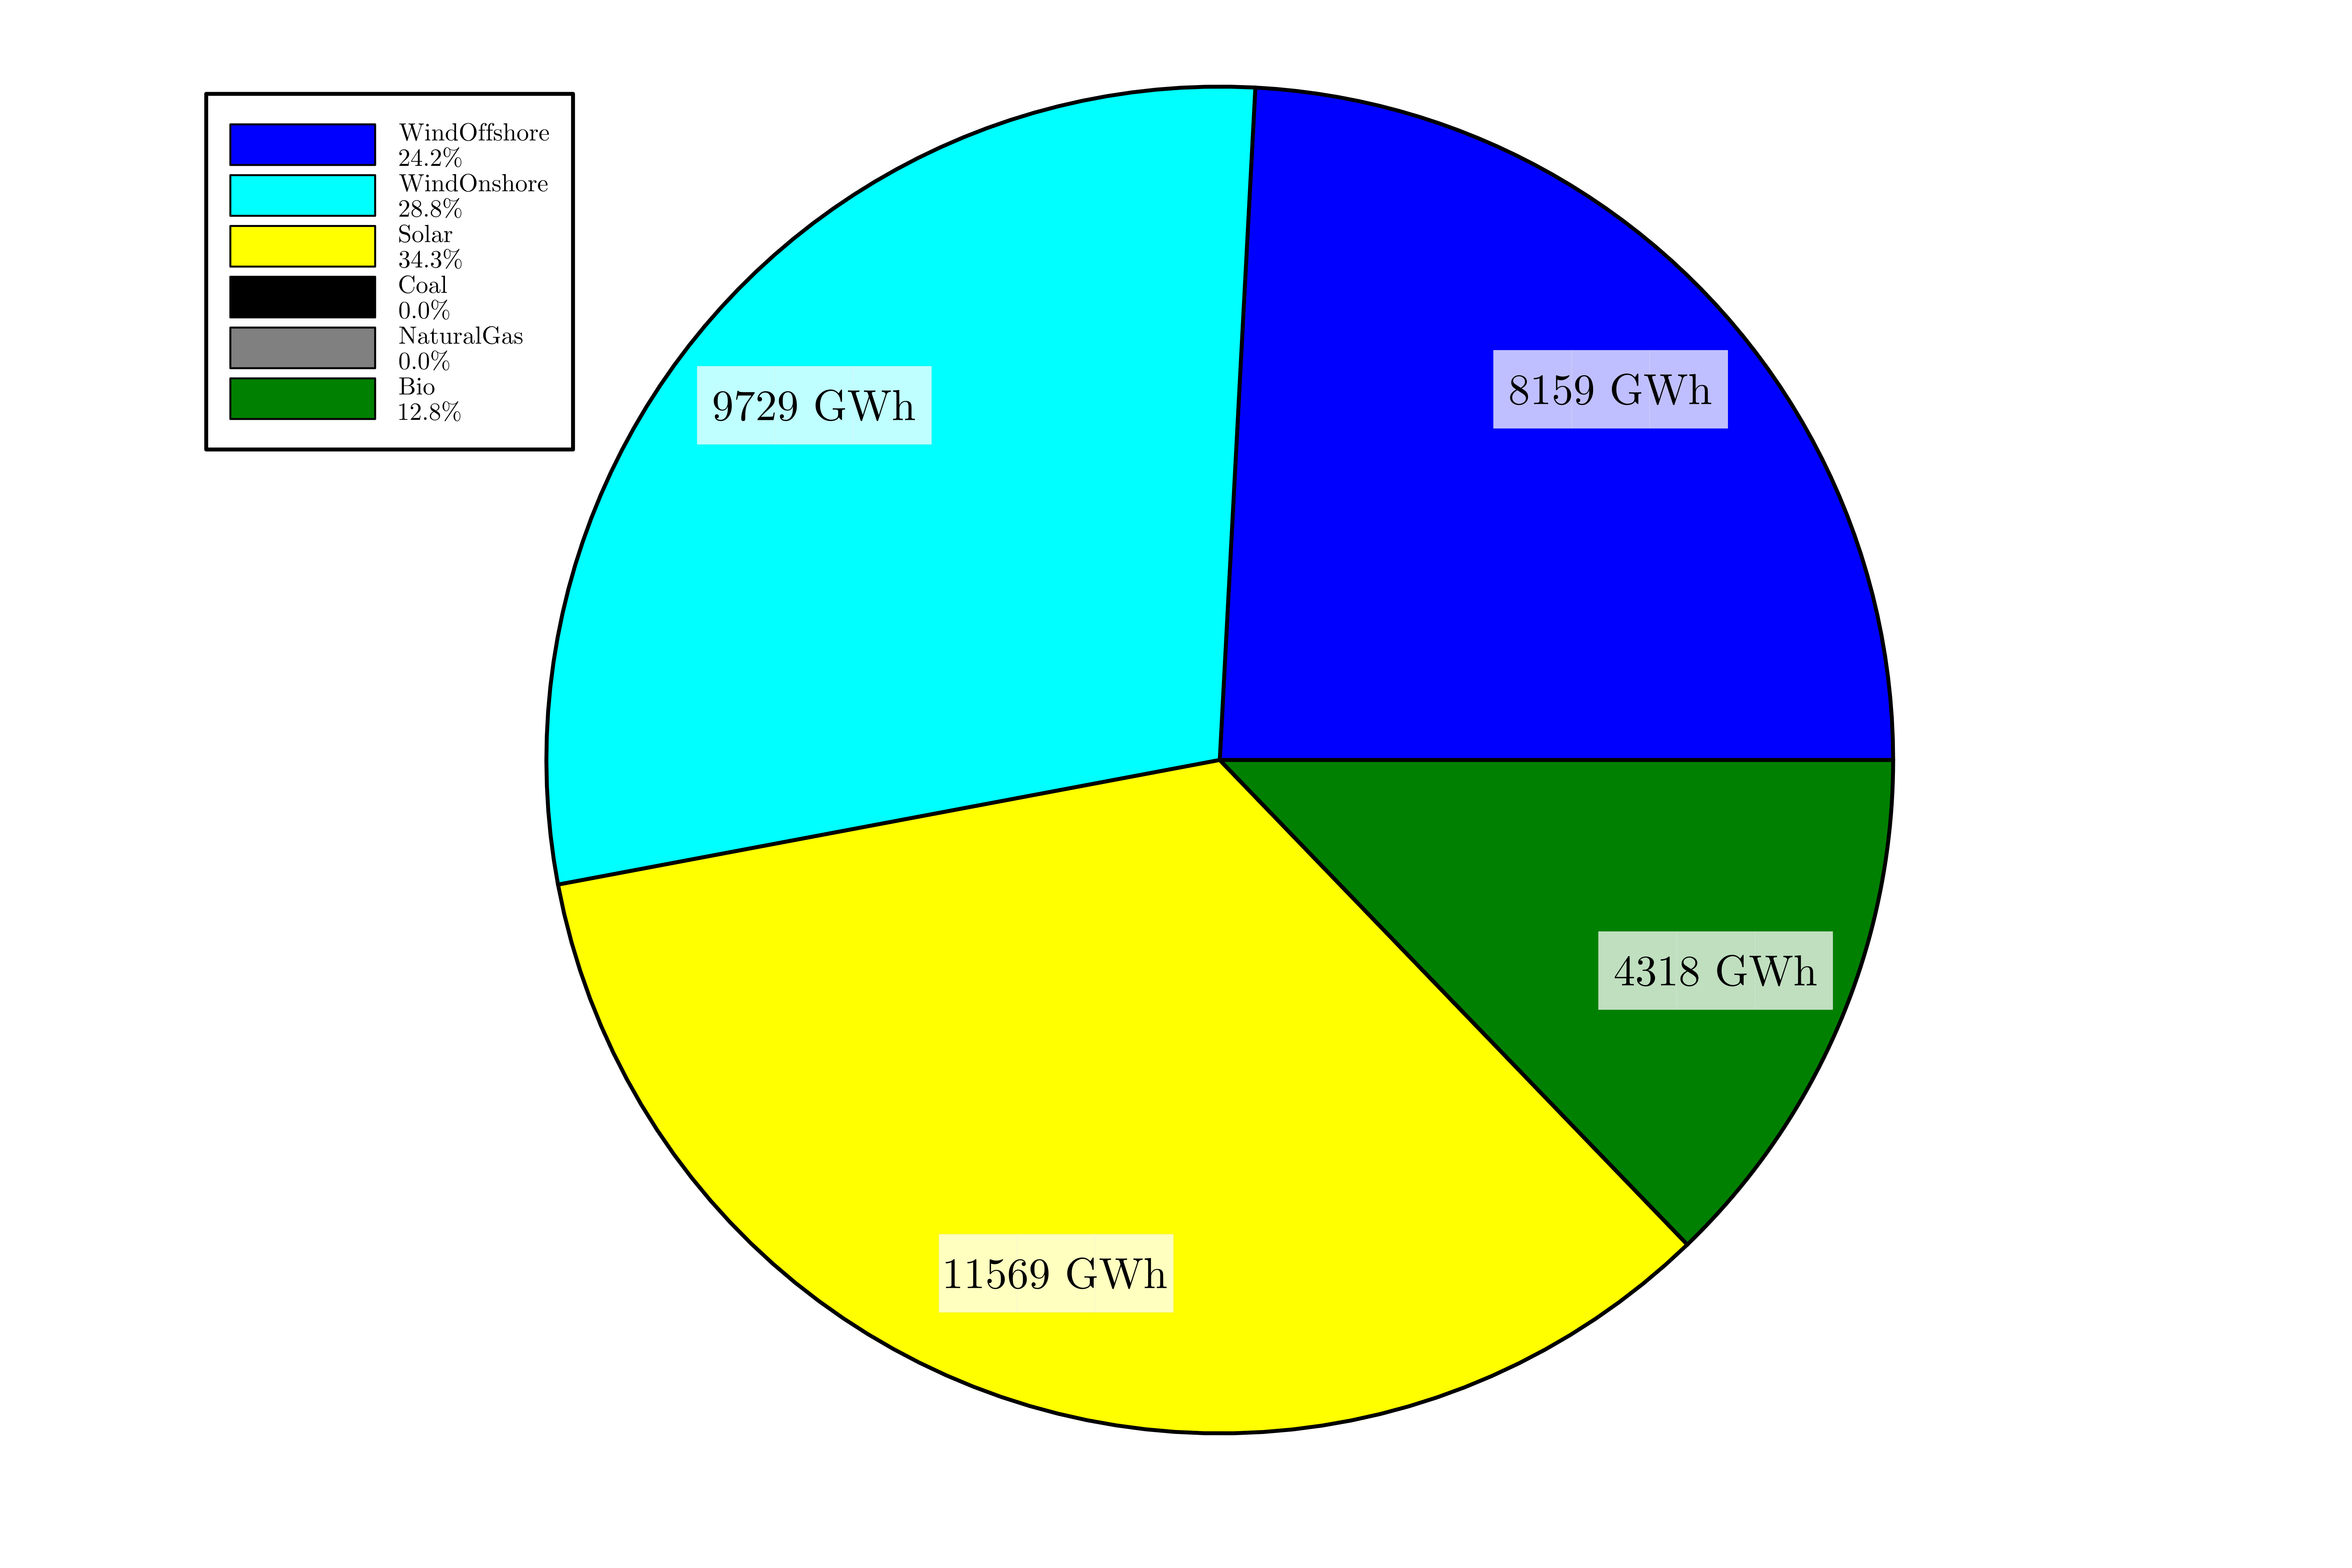 WindOffshore
24.2%
WindOnshore
28.8%
Solar
34.3%
Coal
0.0%
NaturalGas
0.0%
Bio
12.8%
8159 GWh
9729 GWh
4318 GWh
11569 GWh